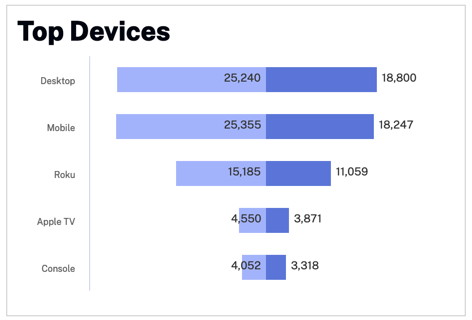 Top Devices
Desktop 25,240 18,800
Mobile 25,355 18,247
Roku 15,185 11,059
Apple TV 4,550 3,871
Console 4,052 3,318